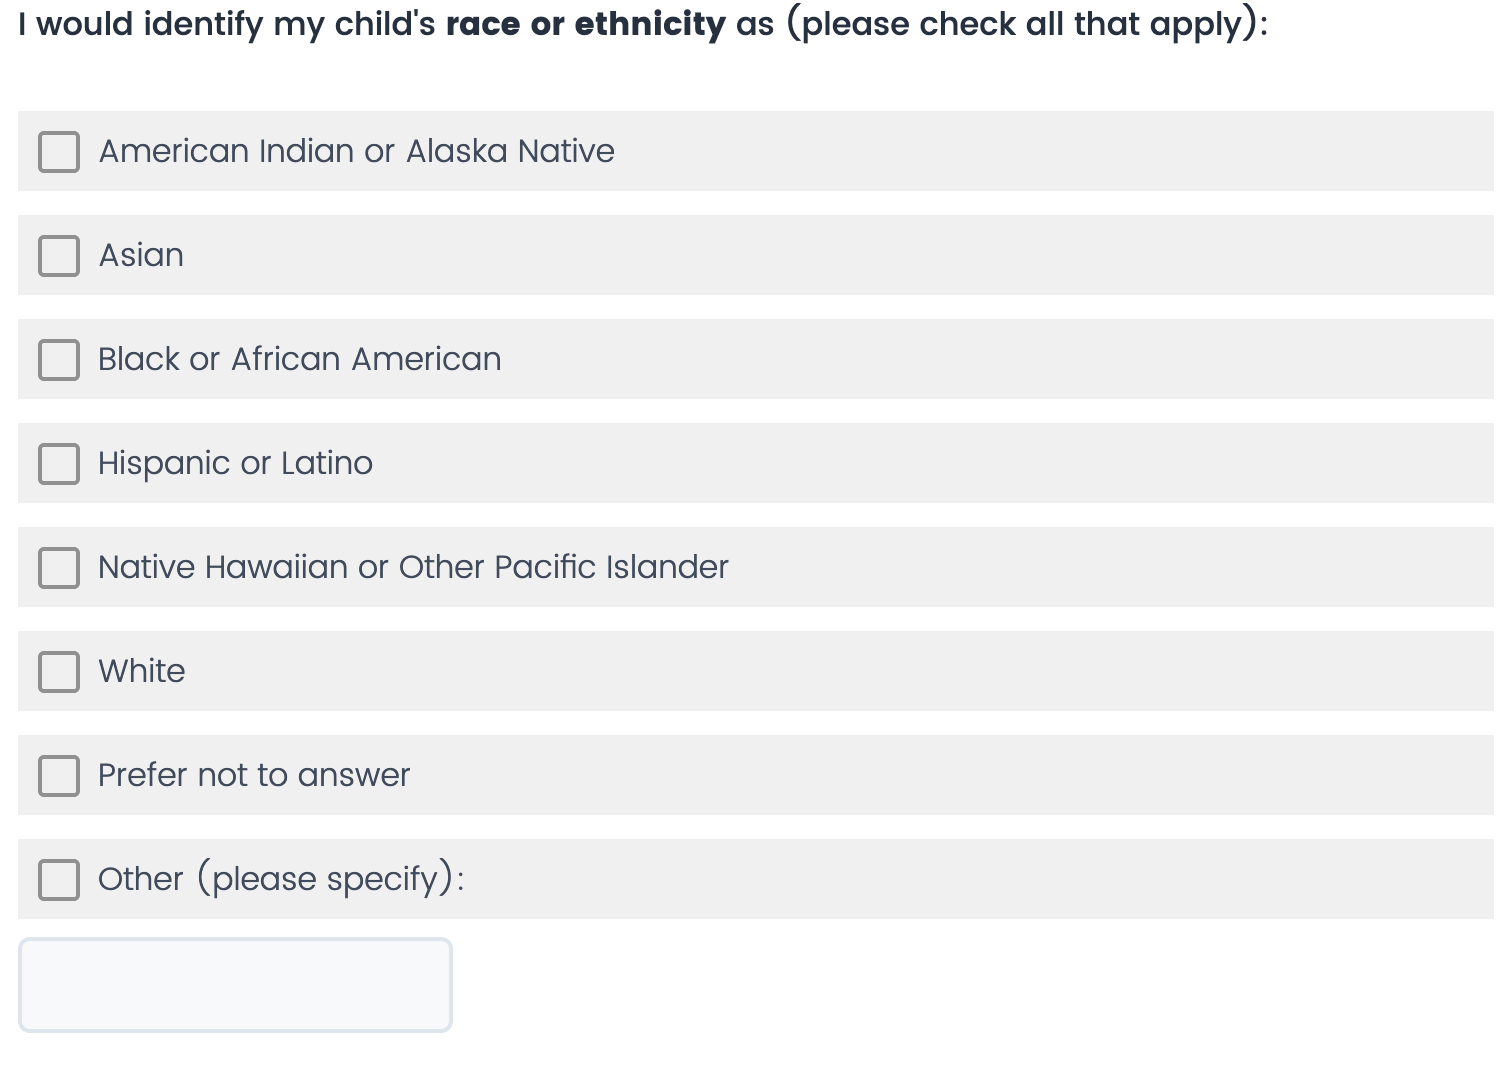 I would identify my child's race or ethnicity as (please check all that apply):
American Indian or Alaska Native
Asian
Black or African American
Hispanic or Latino
Native Hawaiian or Other Pacific Islander
White
Prefer not to answer
Other (please specify):